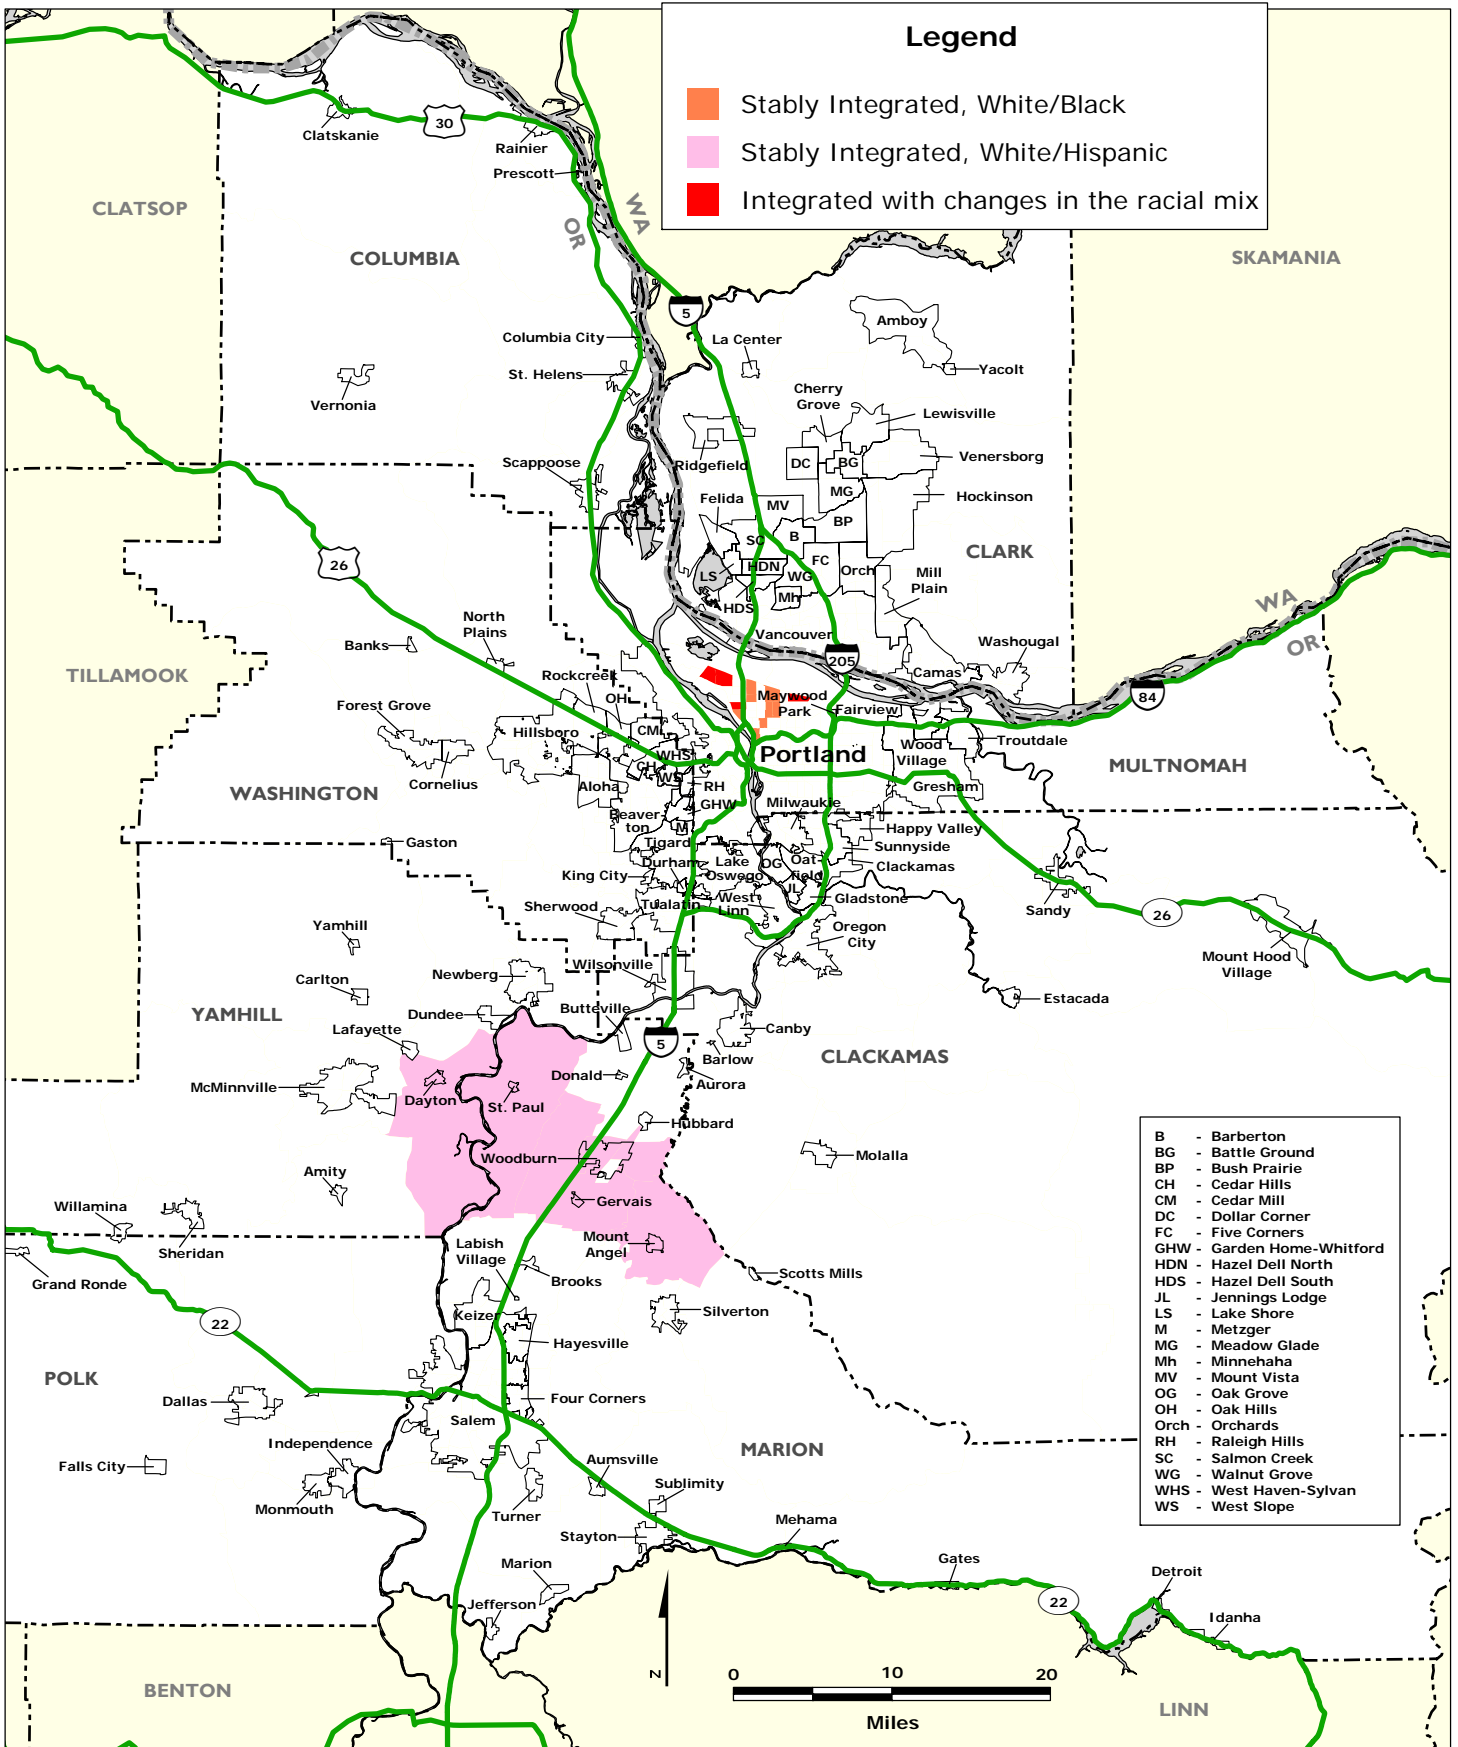 Legend
Stably Integrated, White/Black
Stably Integrated, White/Hispanic
Integrated with changes in the racial mix
Clatskanie
30
Rainier
Prescott
WA
OR
CLATSOP
COLUMBIA
SKAMANIA
5
Columbia City
La Center
Amboy
Yacolt
St. Helens
Vernonia
Cherry
Grove
Lewisville
Venersborg
Scappoose
Ridgefield
DC
BG
MG
Hockinson
Felida
MV
BP
SC
B
CLARK
26
LS
HDN
FC
WG
Orch
Mill
Plain
Mh
HDS
WA
OR
North
Plains
Banks
Vancouver
Washougal
205
TILLAMOOK
Rockcreek
Camas
OH
Maywood
Park
84
Forest Grove
Fairview
Hillsboro
CM
Wood
Village
Troutdale
WHS
Portland
CH
MULTNOMAH
Cornelius
WS
RH
WASHINGTON
Aloha
Gresham
GHW
Milwaukie
Beaver-
ton
M
Happy Valley
Gaston
Tigard
Sunnyside
Durham
Lake
Oswego
OG
Oat-
field
Clackamas
King City
JL
Tualatin
West
Linn
Gladstone
Sherwood
Sandy
26
Yamhill
Oregon
City
Mount Hood
Village
Wilsonville
Newberg
Carlton
Estacada
YAMHILL
Dundee
Butteville
Canby
Lafayette
5
CLACKAMAS
Barlow
Donald
Aurora
McMinnville
Dayton
St. Paul
Hubbard
Woodburn
Molalla
Amity
Gervais
Willamina
Sheridan
Labish
Village
Mount
Angel
Scotts Mills
Grand Ronde
Brooks
22
Keizer
Silverton
Hayesville
POLK
Dallas
Four Corners
Salem
Independence
MARION
Falls City
Aumsville
Sublimity
Monmouth
Turner
Stayton
Mehama
Marion
Gates
Detroit
Jefferson
22
Idanha
N
0 10 20
Miles
BENTON
LINN
B - Barberton
BG - Battle Ground
BP - Bush Prairie
CH - Cedar Hills
CM - Cedar Mill
DC - Dollar Corner
FC - Five Corners
GHW - Garden Home-Whitford
HDN - Hazel Dell North
HDS - Hazel Dell South
JL - Jennings Lodge
LS - Lake Shore
M - Metzger
MG - Meadow Glade
Mh - Minnehaha
MV - Mount Vista
OG - Oak Grove
OH - Oak Hills
Orch - Orchards
RH - Raleigh Hills
SC - Salmon Creek
WG - Walnut Grove
WHS - West Haven-Sylvan
WS - West Slope